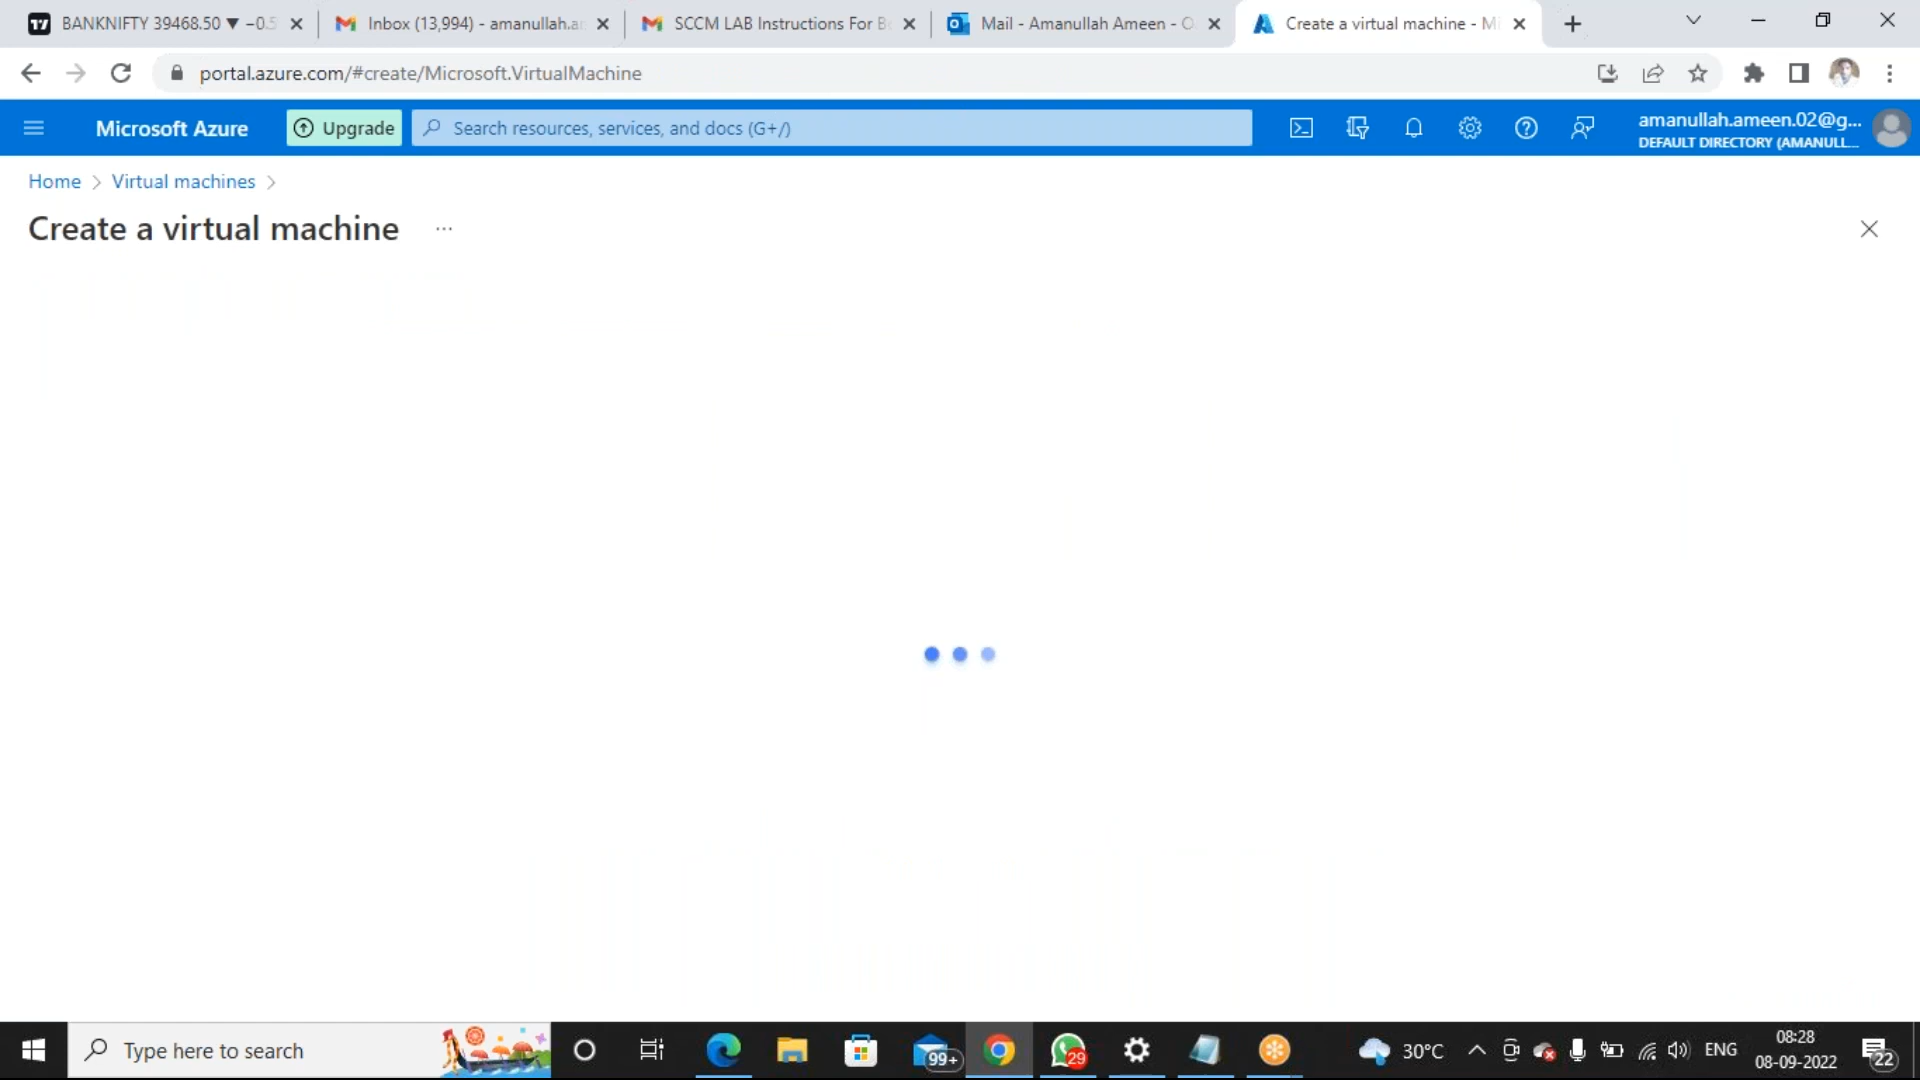 BANKNIFTY 39468.50 ▼ −0.5
Inbox (13,994) - amanullah.a
SCCM LAB Instructions For B
Mail - Amanullah Ameen - O
Create a virtual machine - M
portal.azure.com/#create/Microsoft.VirtualMachine
Microsoft Azure
Upgrade
Search resources, services, and docs (G+/)
amanullah.ameen.02@g...
DEFAULT DIRECTORY (AMANULL...
Home > Virtual machines >
Create a virtual machine ...
Type here to search
99+
29
30°C
ENG
08:28
08-09-2022
22